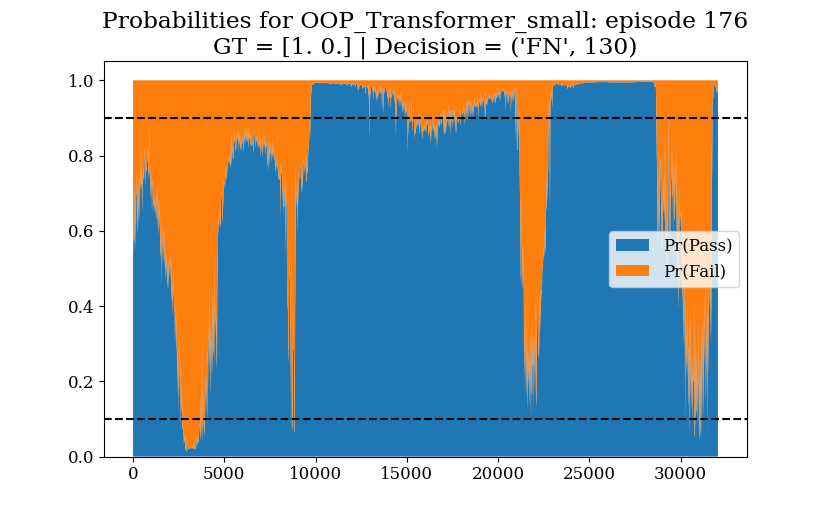 Probabilities for OOP_Transformer_small: episode 176
GT = [1. 0.] | Decision = ('FN', 130)
1.0
0.8
0.6
0.4
0.2
0.0
Pr(Pass)
Pr(Fail)
0 5000 10000 15000 20000 25000 30000